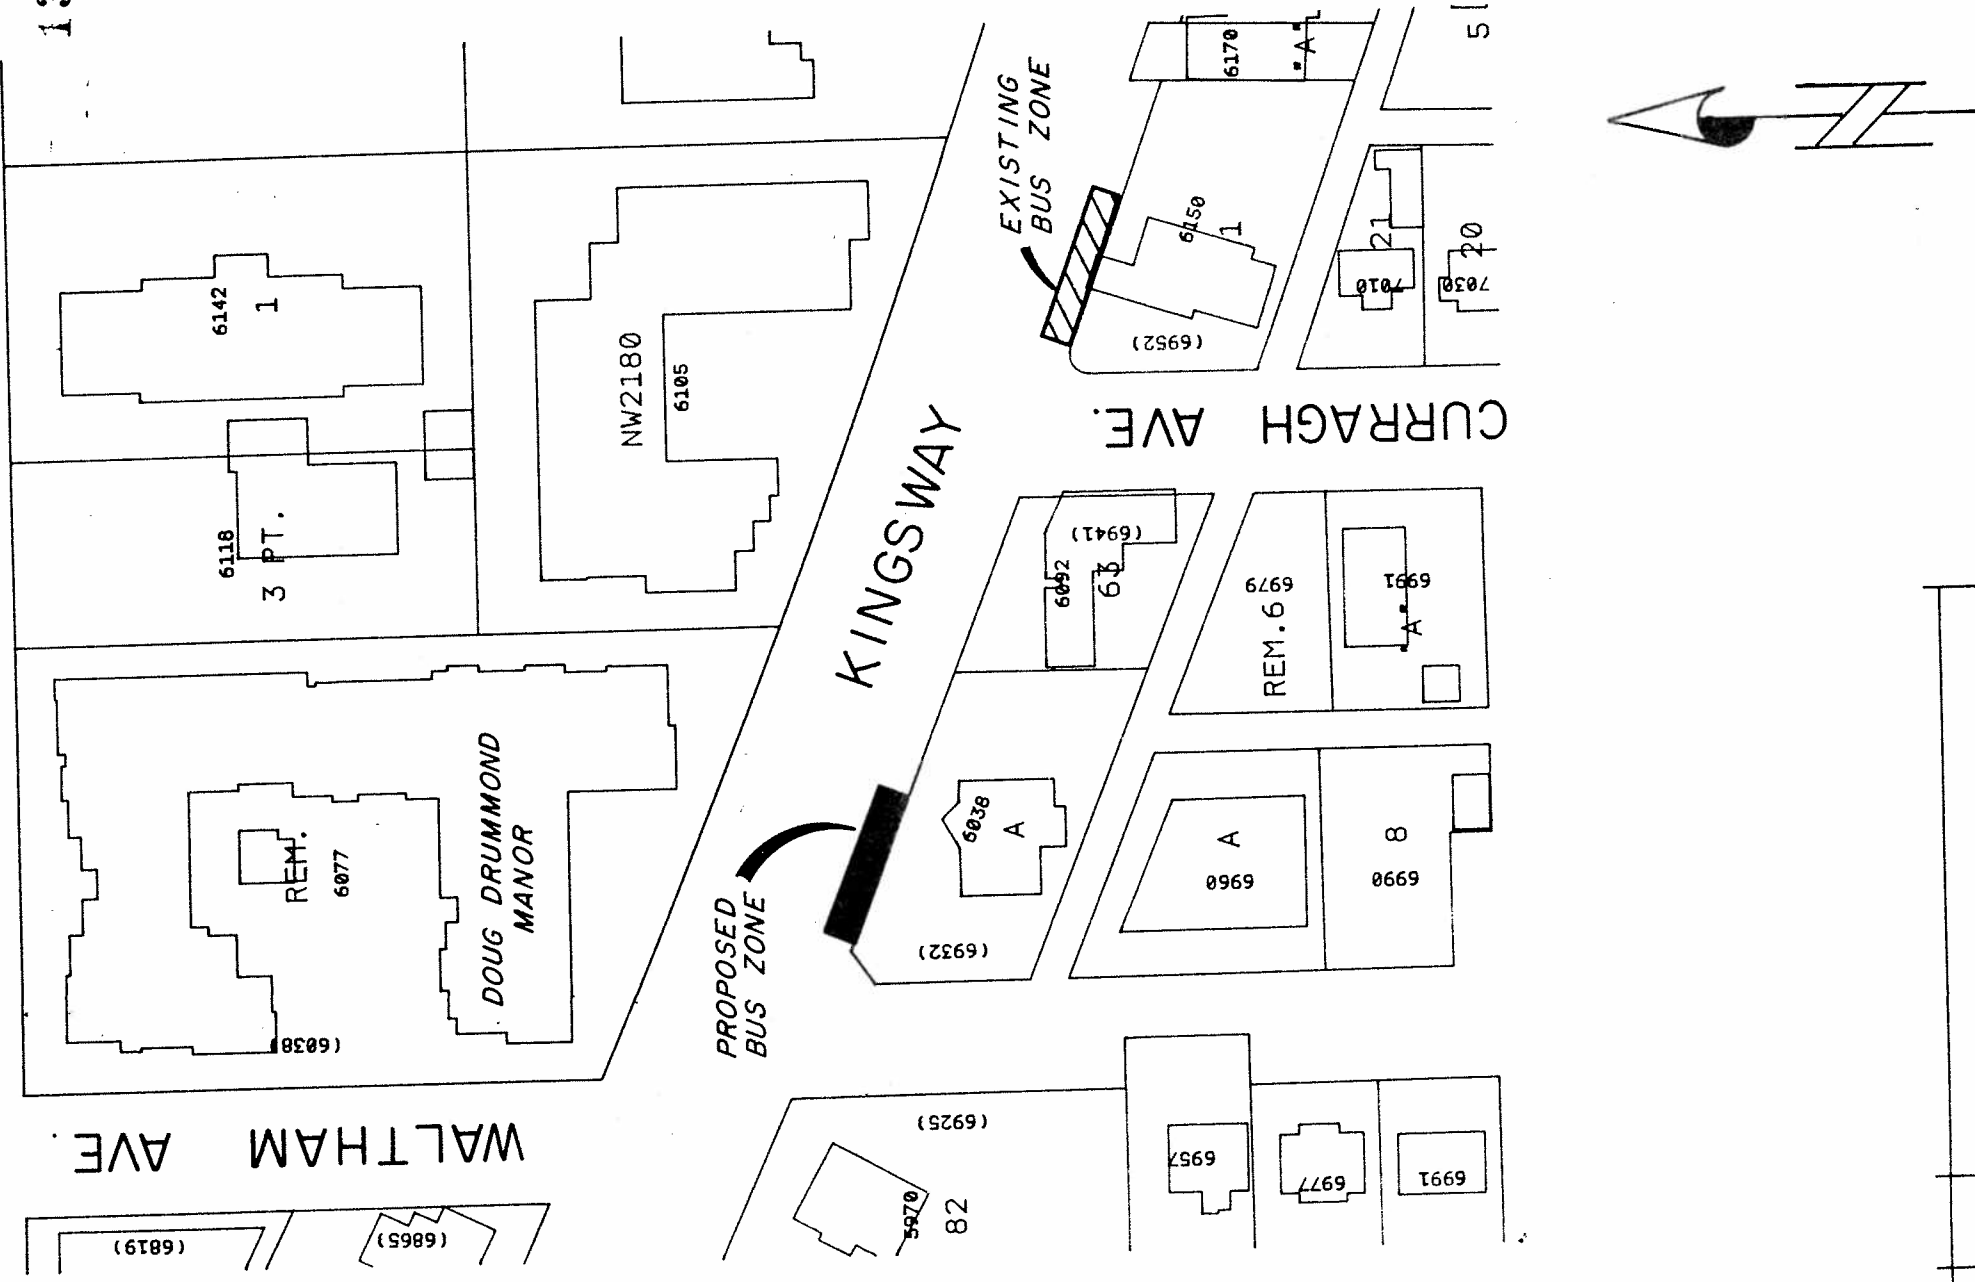 6142
1
6118
3 PT.
NW2180
6105
EXISTING
BUS ZONE
6170
"A"
6150
1
(6952)
21
7010
20
7030
KINGSWAY
CURRAGH AVE.
6092
63
(6941)
6979
REM.6
6991
"A"
DOUG DRUMMOND
MANOR
REM.
6077
(6038)
PROPOSED
BUS ZONE
6038
A
(6932)
A
6960
8
6990
WALTHAM AVE.
(6819)
(6865)
(6925)
5970
82
6957
6977
6991